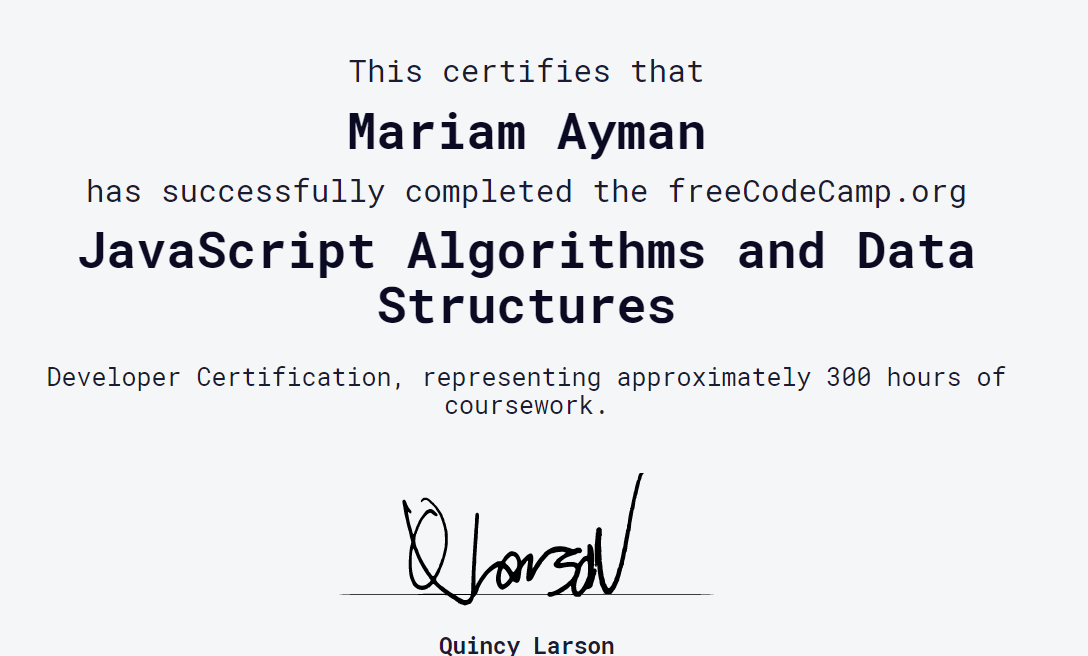 This certifies that
Mariam Ayman
has successfully completed the freeCodeCamp.org
JavaScript Algorithms and Data
Structures
Developer Certification, representing approximately 300 hours of
coursework.
QLarson
Quincy Larson